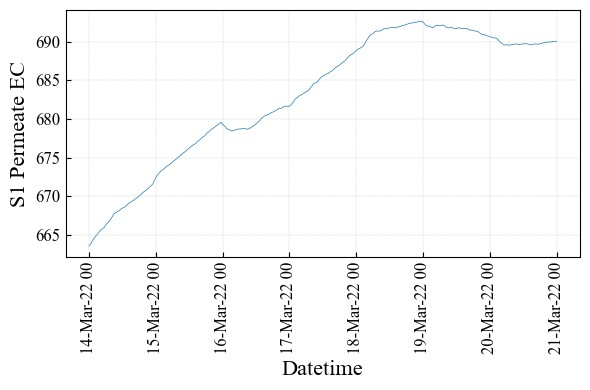 S1 Permeate EC
690
685
680
675
670
665
14-Mar-22 00
15-Mar-22 00
16-Mar-22 00
17-Mar-22 00
18-Mar-22 00
19-Mar-22 00
20-Mar-22 00
21-Mar-22 00
Datetime